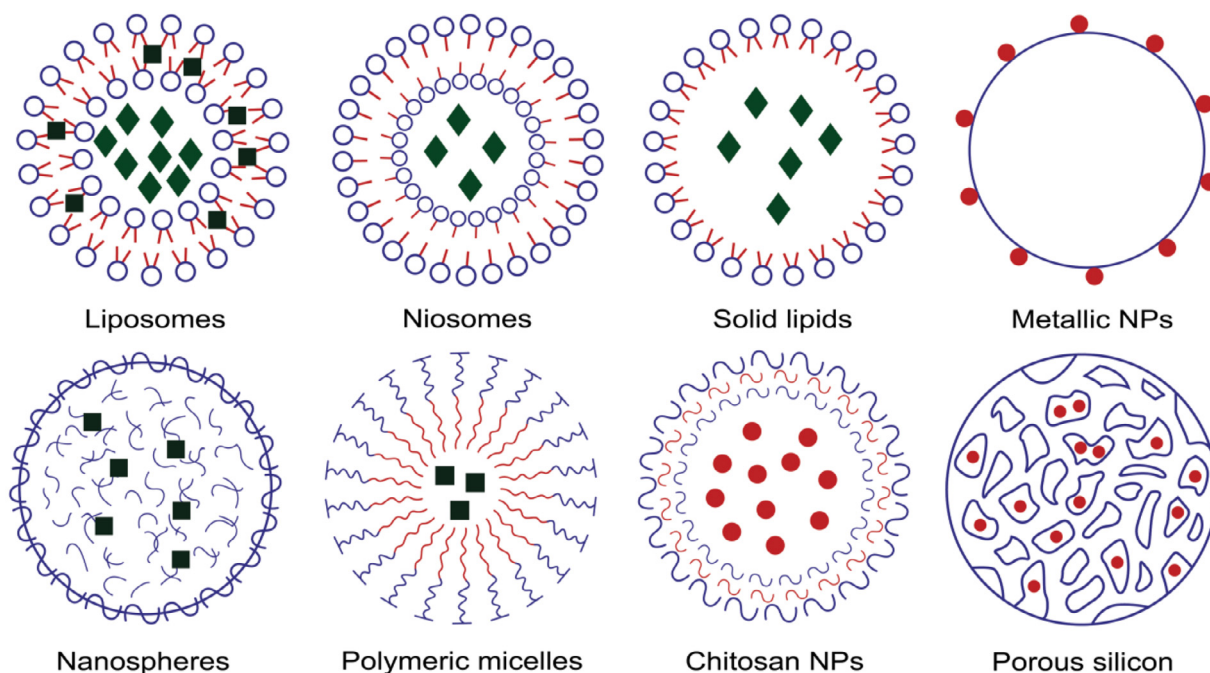 Liposomes
Niosomes
Solid lipids
Metallic NPs
Nanospheres
Polymeric micelles
Chitosan NPs
Porous silicon